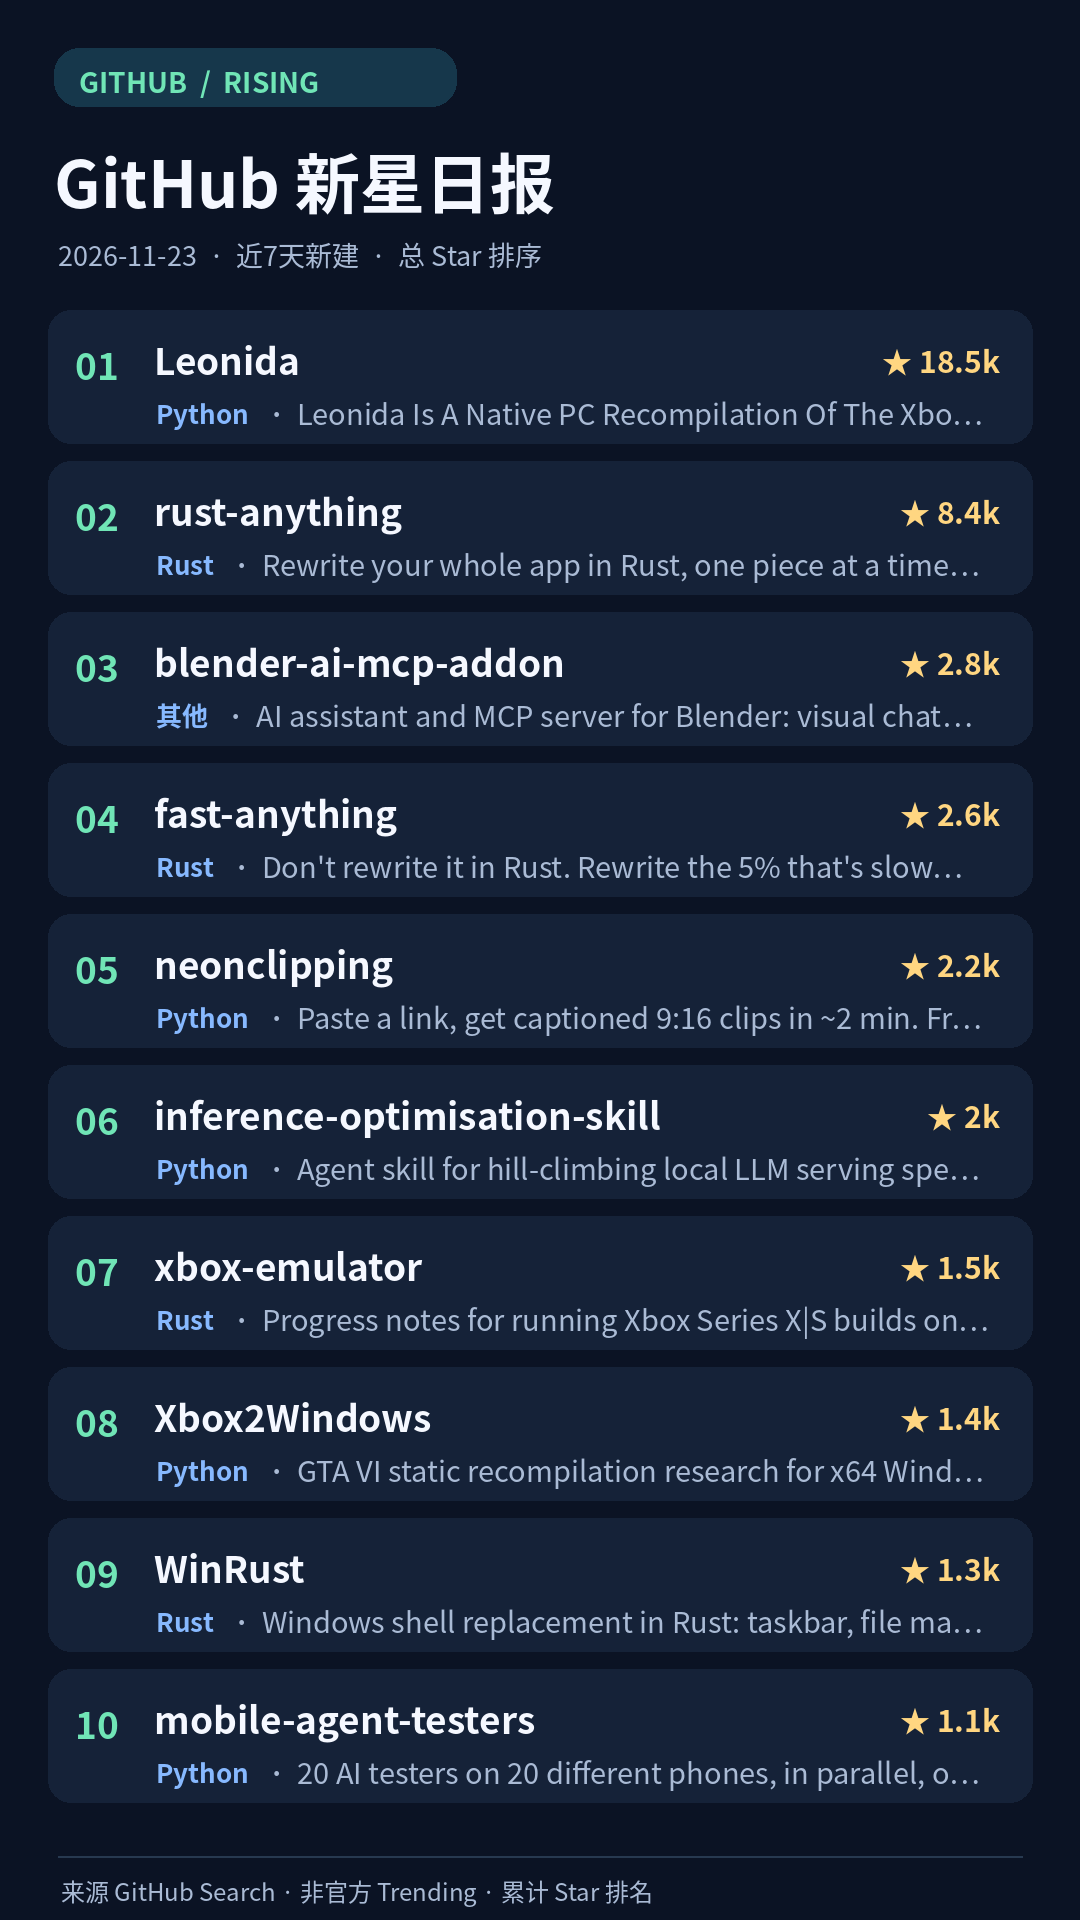 GITHUB / RISING
GitHub 新星日报
2026-11-23 · 近7天新建 · 总 Star 排序
01 Leonida ★ 18.5k
Python · Leonida Is A Native PC Recompilation Of The Xbo…
02 rust-anything ★ 8.4k
Rust · Rewrite your whole app in Rust, one piece at a time…
03 blender-ai-mcp-addon ★ 2.8k
其他 · AI assistant and MCP server for Blender: visual chat…
04 fast-anything ★ 2.6k
Rust · Don't rewrite it in Rust. Rewrite the 5% that's slow…
05 neonclipping ★ 2.2k
Python · Paste a link, get captioned 9:16 clips in ~2 min. Fr…
06 inference-optimisation-skill ★ 2k
Python · Agent skill for hill-climbing local LLM serving spe…
07 xbox-emulator ★ 1.5k
Rust · Progress notes for running Xbox Series X|S builds on…
08 Xbox2Windows ★ 1.4k
Python · GTA VI static recompilation research for x64 Wind…
09 WinRust ★ 1.3k
Rust · Windows shell replacement in Rust: taskbar, file ma…
10 mobile-agent-testers ★ 1.1k
Python · 20 AI testers on 20 different phones, in parallel, o…
来源 GitHub Search · 非官方 Trending · 累计 Star 排名